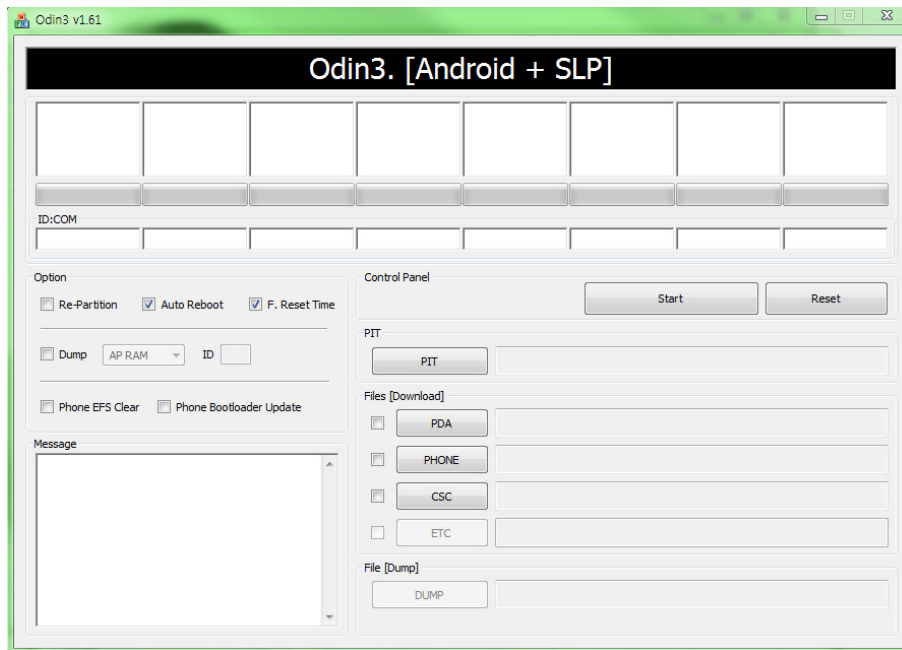 Odin3 v1.61
Odin3. [Android + SLP]
ID:COM
Option
Re-Partition Auto Reboot F. Reset Time
Dump AP RAM ID
Phone EFS Clear Phone Bootloader Update
Message
Control Panel
Start Reset
PIT
PIT
Files [Download]
PDA
PHONE
CSC
ETC
File [Dump]
DUMP